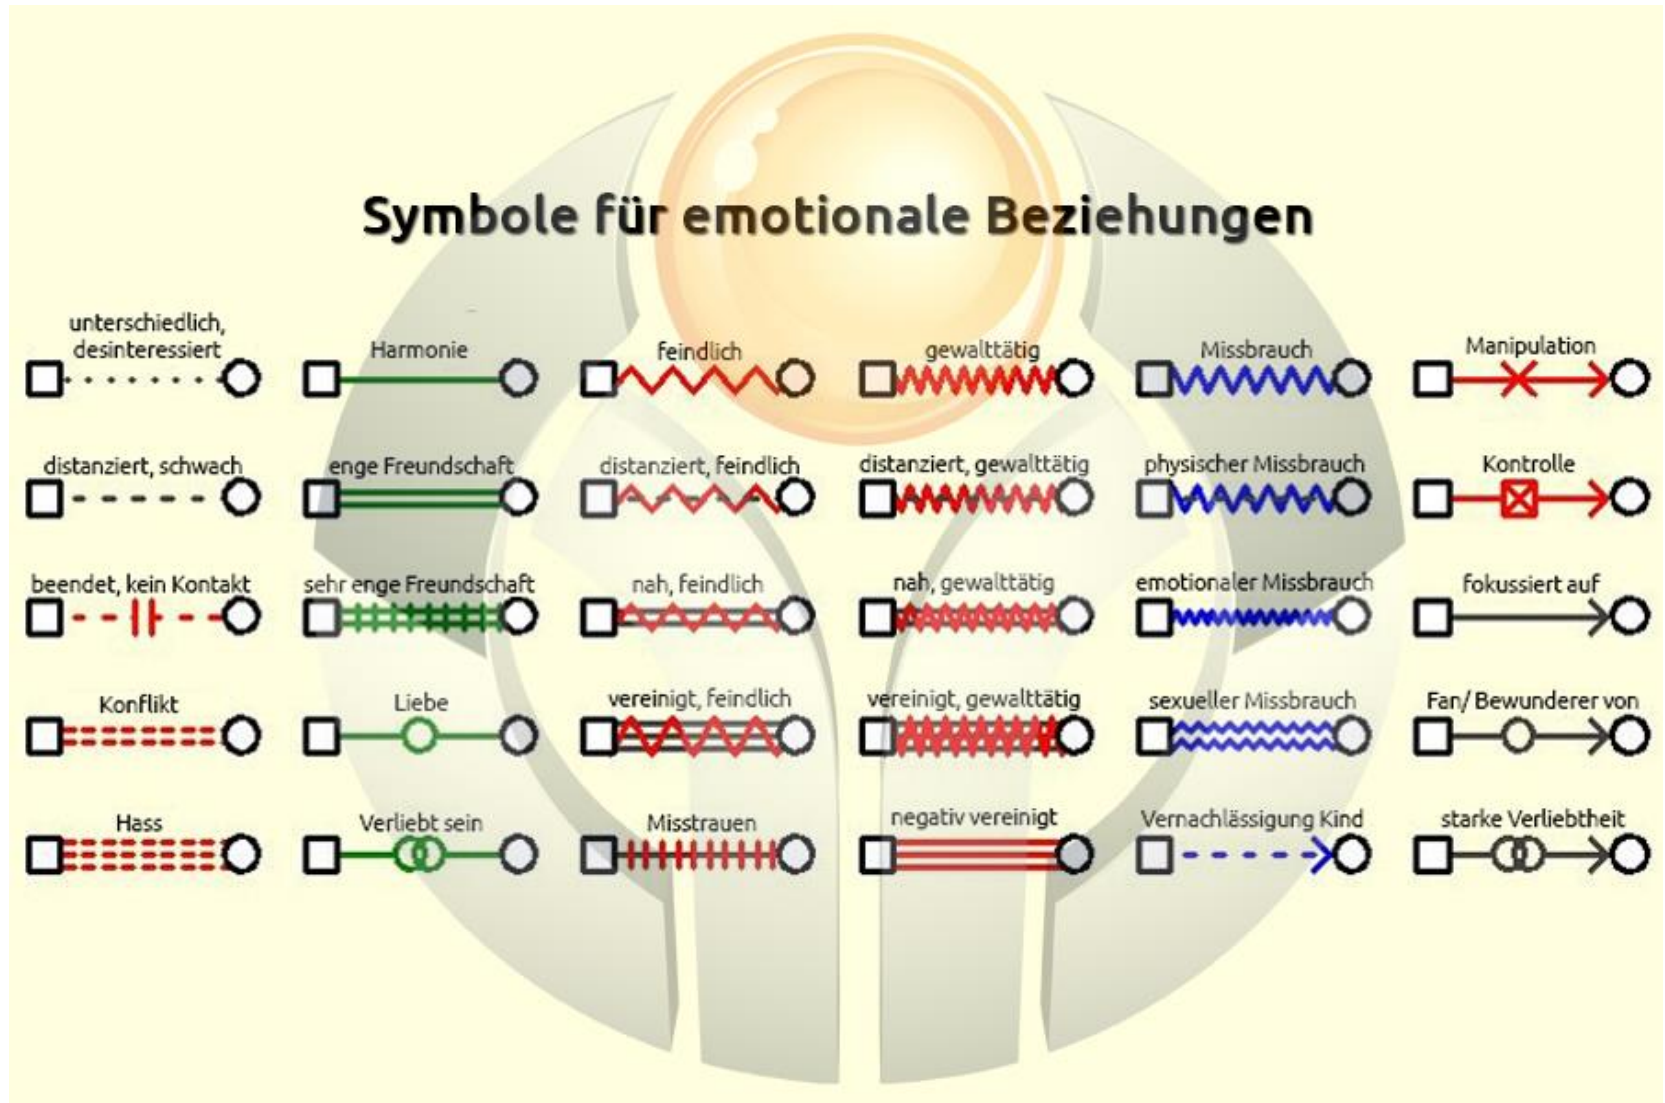 Symbole für emotionale Beziehungen
unterschiedlich,
desinteressiert
Harmonie
feindlich
gewalttätig
Missbrauch
Manipulation
distanziert, schwach
enge Freundschaft
distanziert, feindlich
distanziert, gewalttätig
physischer Missbrauch
Kontrolle
beendet, kein Kontakt
sehr enge Freundschaft
nah, feindlich
nah, gewalttätig
emotionaler Missbrauch
fokussiert auf
Konflikt
Liebe
vereinigt, feindlich
vereinigt, gewalttätig
sexueller Missbrauch
Fan/ Bewunderer von
Hass
Verliebt sein
Misstrauen
negativ vereinigt
Vernachlässigung Kind
starke Verliebtheit